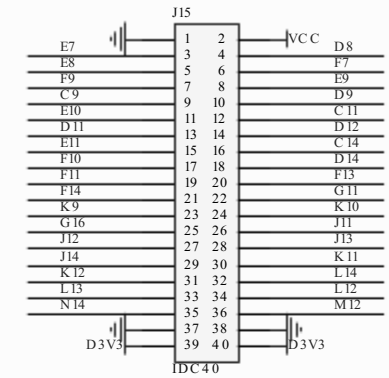 J15
1 2 VCC
E7 3 4 D8
E8 5 6 F7
F9 7 8 E9
C9 9 10 D9
E10 11 12 C11
D11 13 14 D12
E11 15 16 C14
F10 17 18 D14
F11 19 20 F13
F14 21 22 G11
K9 23 24 K10
G16 25 26 J11
J12 27 28 J13
J14 29 30 K11
K12 31 32 L14
L13 33 34 L12
N14 35 36 M12
37 38
D3V3 39 40 D3V3
IDC40